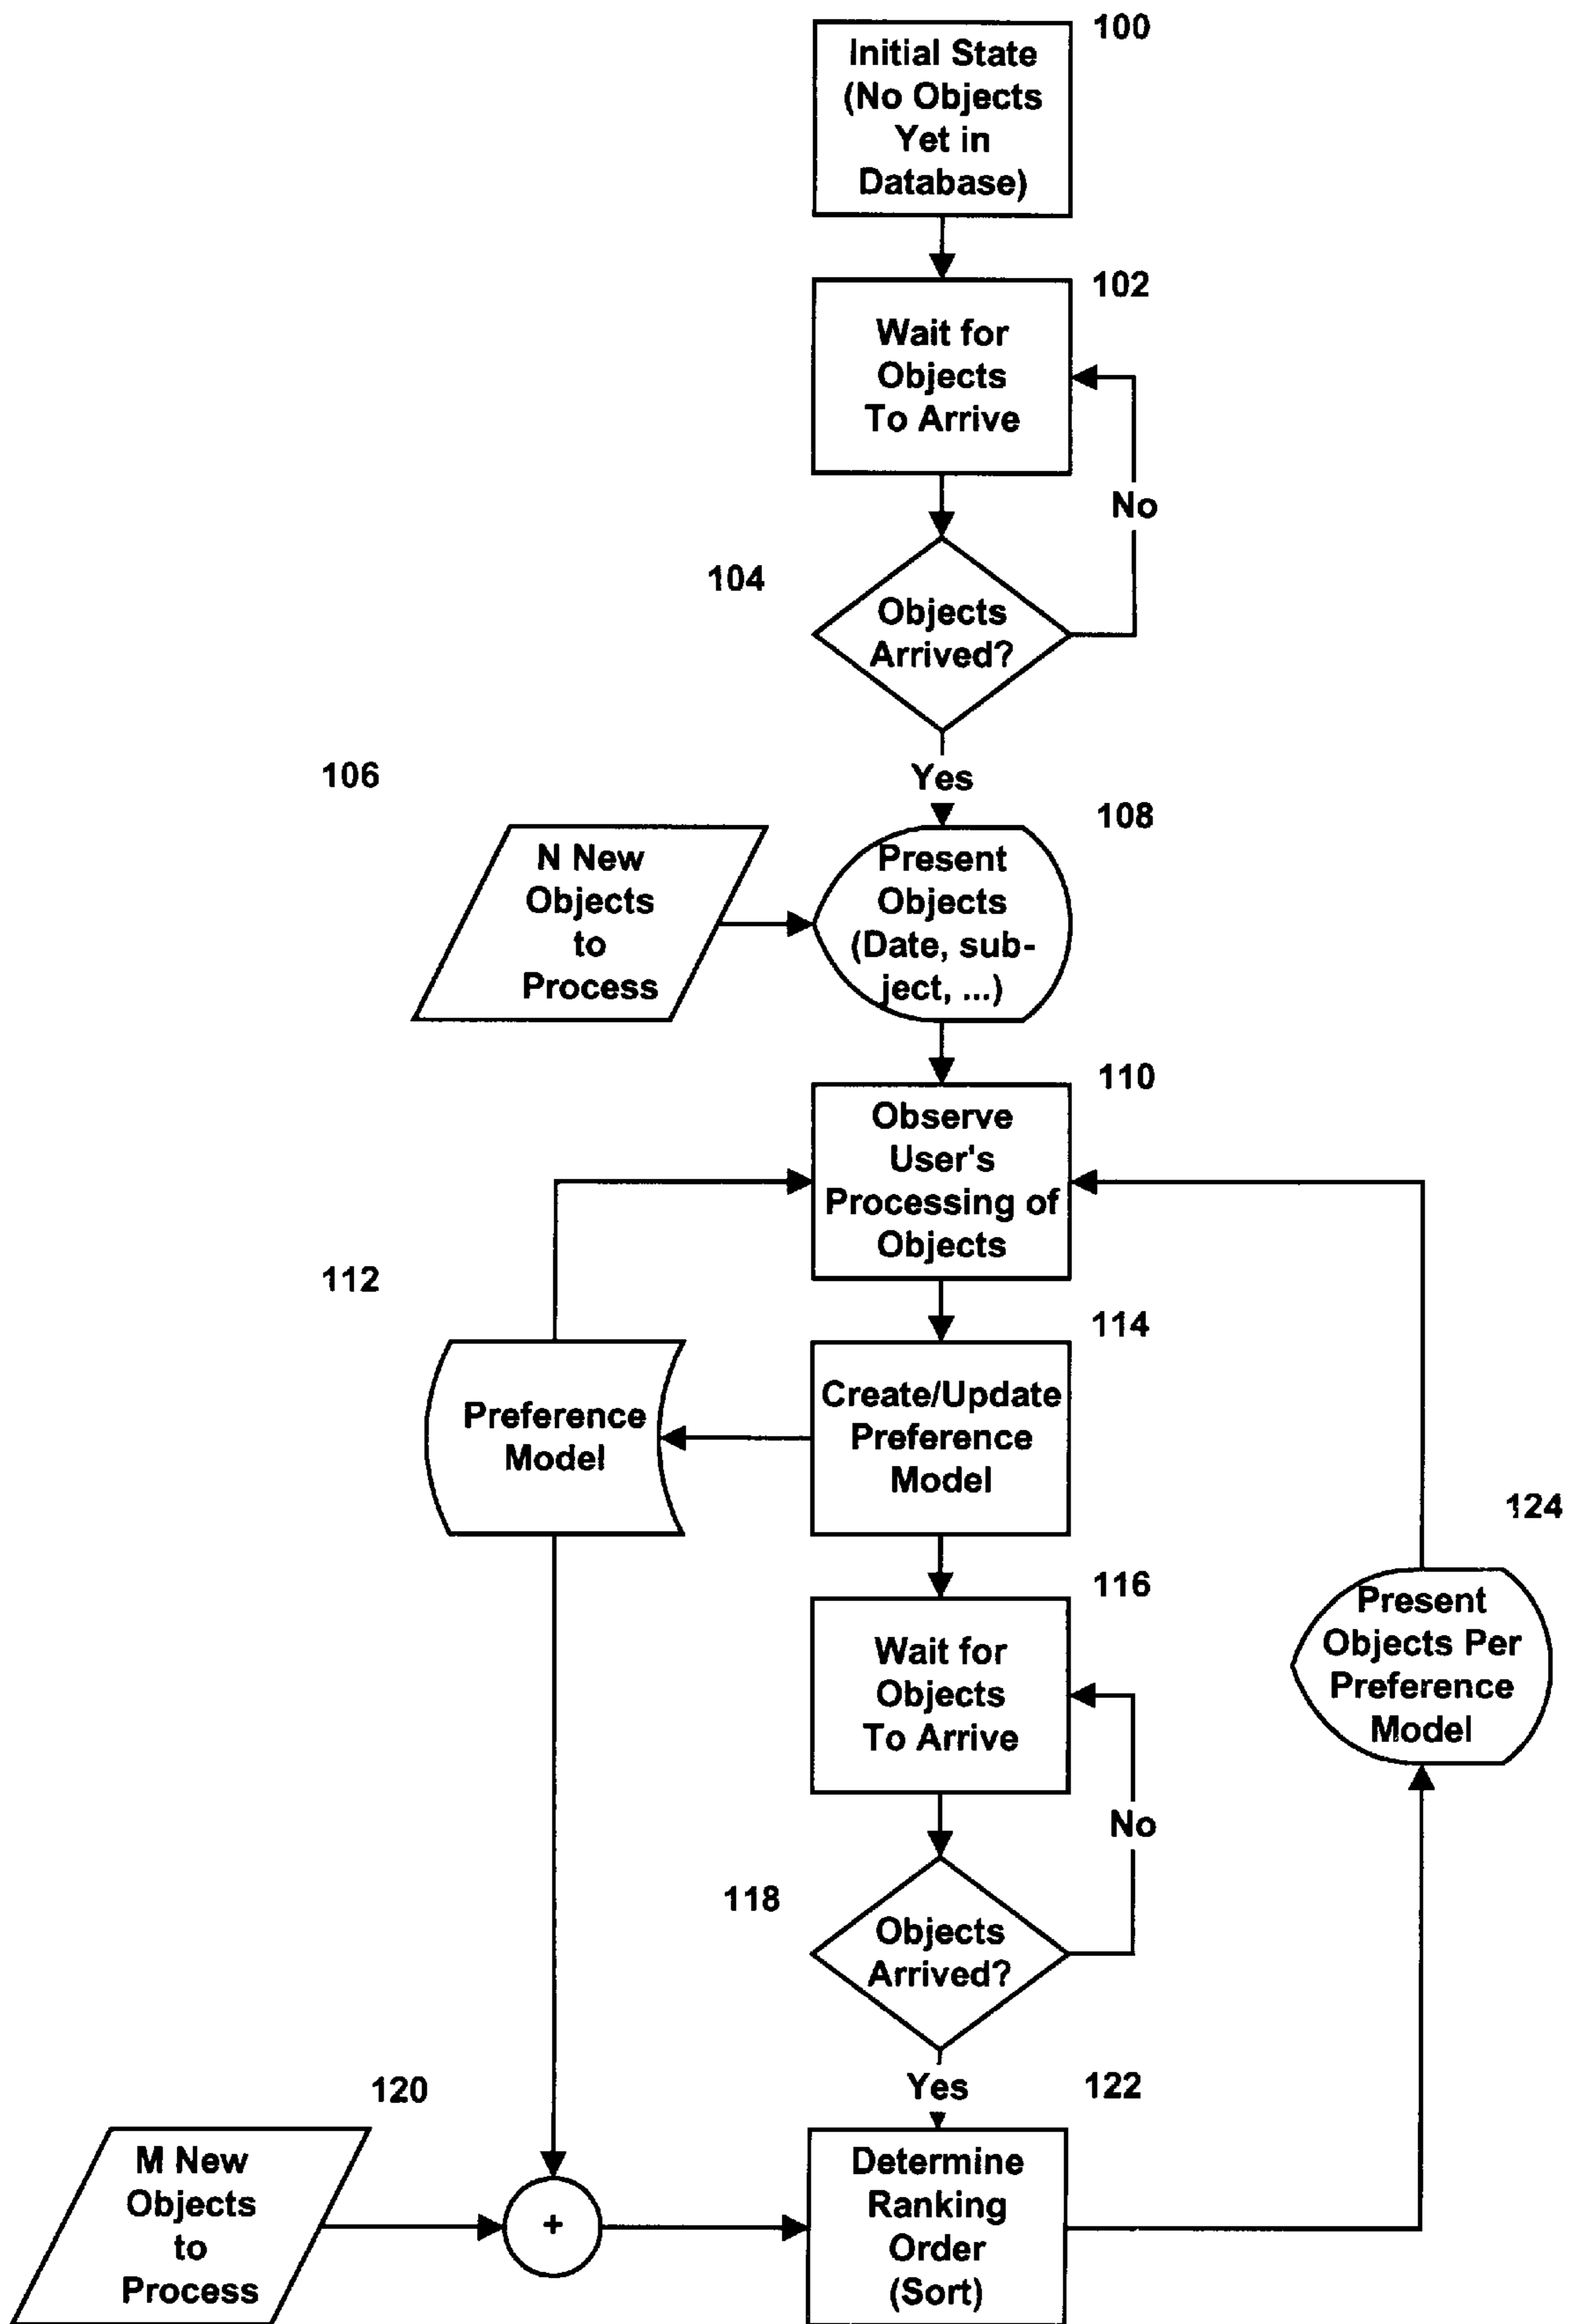 100
Initial State
(No Objects
Yet in
Database)
102
Wait for
Objects
To Arrive
No
104
Objects
Arrived?
Yes
106
N New
Objects
to
Process
108
Present
Objects
(Date, sub-
ject, ...)
110
Observe
User's
Processing of
Objects
112
Preference
Model
114
Create/Update
Preference
Model
116
Wait for
Objects
To Arrive
No
118
Objects
Arrived?
Yes
120
M New
Objects
to
Process
+
122
Determine
Ranking
Order
(Sort)
124
Present
Objects Per
Preference
Model